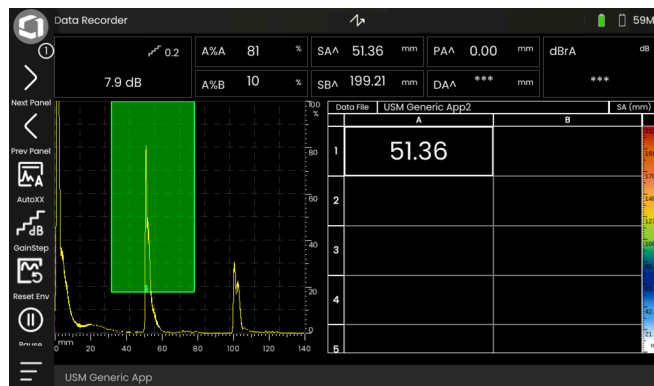 Data Recorder
59M
1
0.2
7.9 dB
A%A 81 %
A%B 10 %
SA^ 51.36 mm
SB^ 199.21 mm
PA^ 0.00 mm
DA^ *** mm
dBrA dB
***
Next Panel
Prev Panel
AutoXX
dB
GainStep
Reset Env
Pause
100
%
80
60
40
20
0
0 mm 20 40 60 80 100 120 140
Data File USM Generic App2 SA (mm)
A B
1 51.36
2
3
4
5
USM Generic App